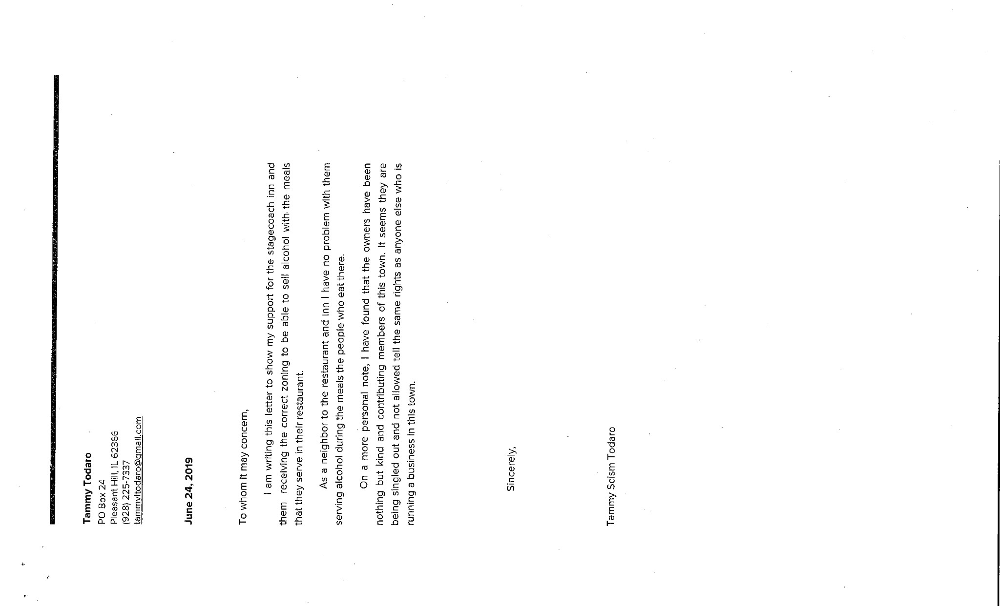 Tammy Todaro
PO Box 24
Pleasant Hill, IL 62366
(928) 225-7337
tammyltodaro@gmail.com
June 24, 2019
To whom it may concern,
I am writing this letter to show my support for the stagecoach inn and
them receiving the correct zoning to be able to sell alcohol with the meals
that they serve in their restaurant.
As a neighbor to the restaurant and inn I have no problem with them
serving alcohol during the meals the people who eat there.
On a more personal note, I have found that the owners have been
nothing but kind and contributing members of this town. It seems they are
being singled out and not allowed tell the same rights as anyone else who is
running a business in this town.
Sincerely,
Tammy Scism Todaro